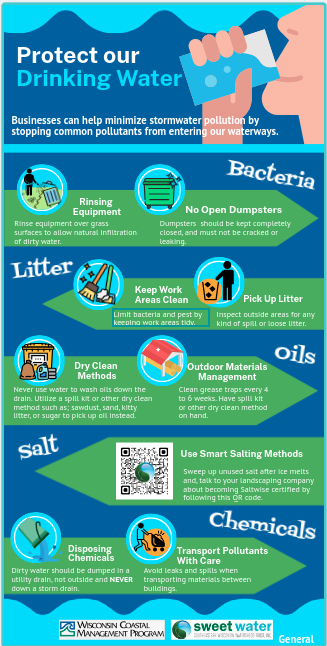 Protect our
Drinking Water
Businesses can help minimize stormwater pollution by
stopping common pollutants from entering our waterways.
Bacteria
Rinsing
Equipment
Rinse equipment over grass
surfaces to allow natural infiltration
of dirty water.
No Open Dumpsters
Dumpsters should be kept completely
closed, and must not be cracked or
leaking.
Litter
Keep Work
Areas Clean
Limit bacteria and pest by
keeping work areas tidy.
Pick Up Litter
Inspect outside areas for any
kind of spill or loose litter.
Oils
Dry Clean
Methods
Never use water to wash oils down the
drain. Utilize a spill kit or other dry clean
method such as; sawdust, sand, kitty
litter, or sugar to pick up oil instead.
Outdoor Materials
Management
Clean grease traps every 4
to 6 weeks. Have spill kit
or other dry clean method
on hand.
Salt
Use Smart Salting Methods
Sweep up unused salt after ice melts
and, talk to your landscaping company
about becoming Saltwise certified by
following this QR code.
Chemicals
Disposing
Chemicals
Dirty water should be dumped in a
utility drain, not outside and NEVER
down a storm drain.
Transport Pollutants
With Care
Avoid leaks and spills when
transporting materials between
buildings.
WISCONSIN COASTAL
MANAGEMENT PROGRAM
sweet water
General